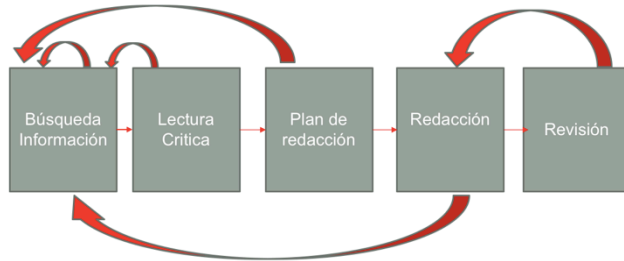 Búsqueda
Información
Lectura
Critica
Plan de
redacción
Redacción
Revisión